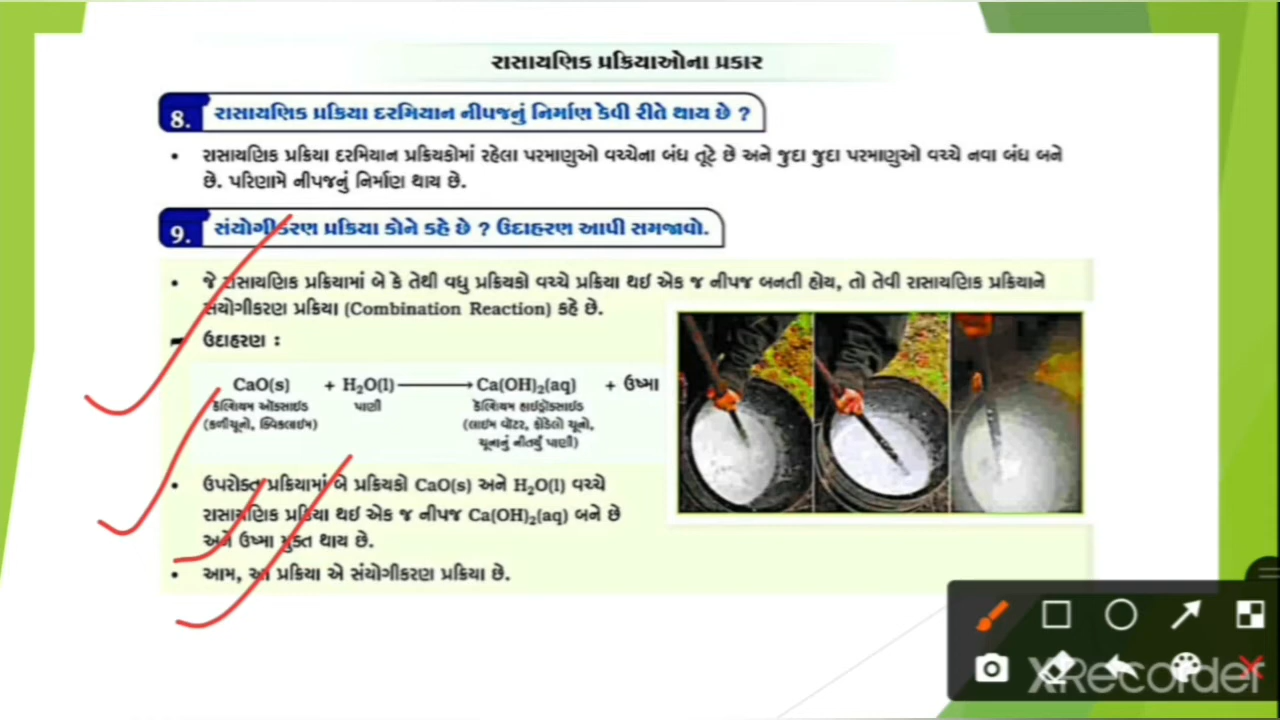 રાસાયણિક પ્રક્રિયાઓના પ્રકાર
8. રાસાયણિક પ્રક્રિયા દરમિયાન નીપજનું નિર્માણ કેવી રીતે થાય છે ?
• રાસાયણિક પ્રક્રિયા દરમિયાન પ્રક્રિયકોમાં રહેલા પરમાણુઓ વચ્ચેના બંધ તૂટે છે અને જુદા જુદા પરમાણુઓ વચ્ચે નવા બંધ બને
છે. પરિણામે નીપજનું નિર્માણ થાય છે.
9. સંયોગીકરણ પ્રક્રિયા કોને કહે છે ? ઉદાહરણ આપી સમજાવો.
• જે રાસાયણિક પ્રક્રિયામાં બે કે તેથી વધુ પ્રક્રિયકો વચ્ચે પ્રક્રિયા થઈ એક જ નીપજ બનતી હોય, તો તેવી રાસાયણિક પ્રક્રિયાને
સંયોગીકરણ પ્રક્રિયા (Combination Reaction) કહે છે.
ઉદાહરણ :
CaO(s) + H₂O(l) ⟶ Ca(OH)₂(aq) + ઉષ્મા
કૅલ્શિયમ ઑક્સાઇડ પાણી કૅલ્શિયમ હાઇડ્રૉક્સાઇડ
(કળીચૂનો, ક્વિકલાઇમ) (લાઇમ વૉટર, ફોડેલો ચૂનો,
ચૂનાનું નીતર્યું પાણી)
• ઉપરોક્ત પ્રક્રિયામાં બે પ્રક્રિયકો CaO(s) અને H₂O(l) વચ્ચે
રાસાયણિક પ્રક્રિયા થઈ એક જ નીપજ Ca(OH)₂(aq) બને છે
અને ઉષ્મા મુક્ત થાય છે.
• આમ, આ પ્રક્રિયા એ સંયોગીકરણ પ્રક્રિયા છે.
XRecorder